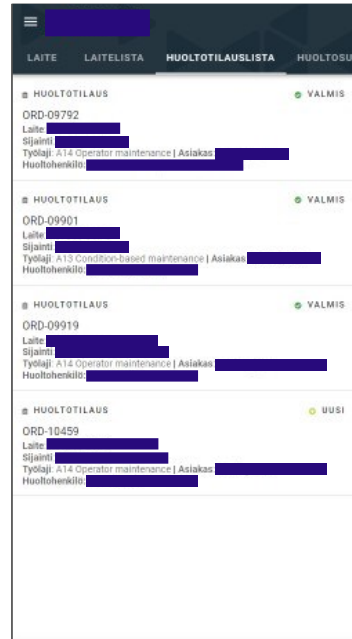 LAITE LAITELISTA HUOLTOTILAUSLISTA HUOLTOSU
HUOLTOTILAUS VALMIS
ORD-09792
Laite
Sijainti
Työlaji: A14 Operator maintenance | Asiakas:
Huoltohenkilö:
HUOLTOTILAUS VALMIS
ORD-09901
Laite
Sijainti
Työlaji: A13 Condition-based maintenance | Asiakas:
Huoltohenkilö:
HUOLTOTILAUS VALMIS
ORD-09919
Laite
Sijainti
Työlaji: A14 Operator maintenance | Asiakas:
Huoltohenkilö:
HUOLTOTILAUS UUSI
ORD-10459
Laite
Sijainti
Työlaji: A14 Operator maintenance | Asiakas:
Huoltohenkilö: